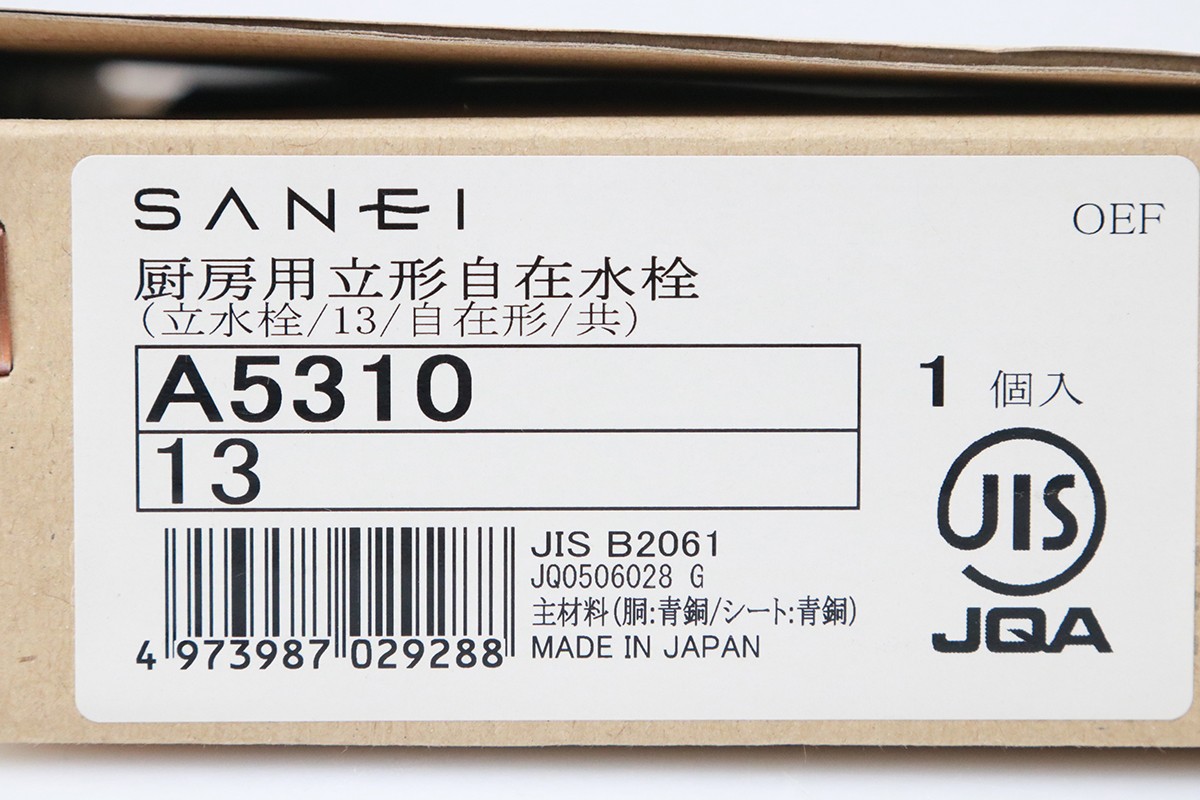 SANEI
OEF
厨房用立形自在水栓
(立水栓/13/自在形/共)
A5310
1 個入
13
JIS
JQA
JIS B2061
JQ0506028 G
主材料(胴:青銅/シート:青銅)
MADE IN JAPAN
4 973987 029288